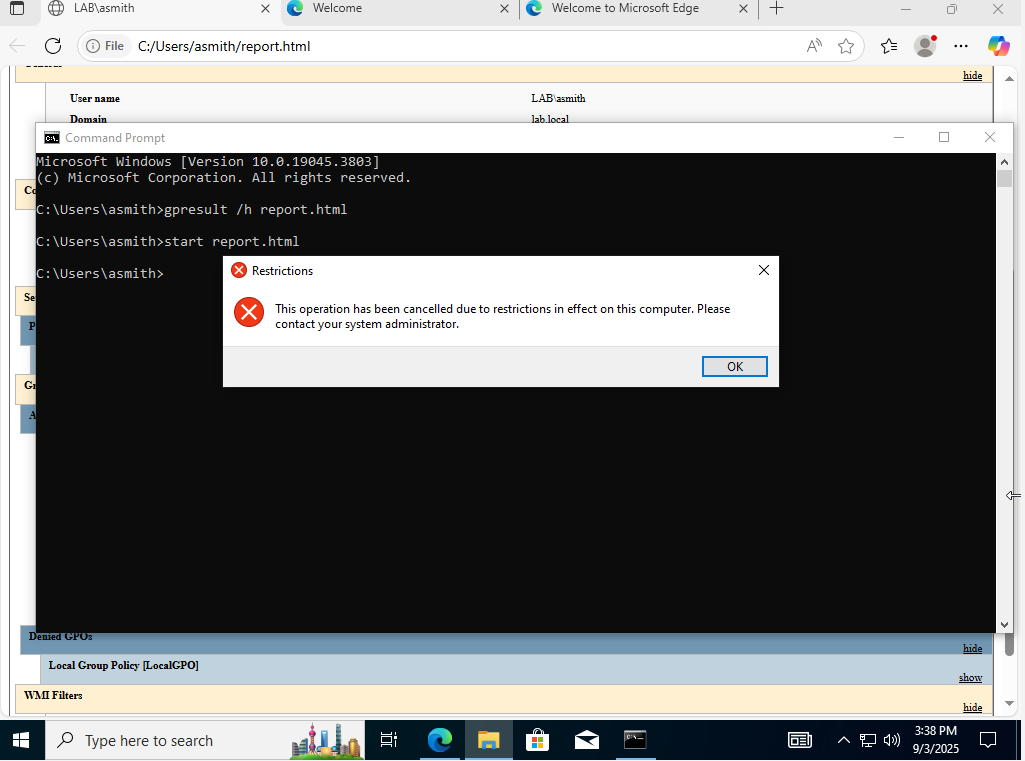 LAB\asmith
Welcome
Welcome to Microsoft Edge
File C:/Users/asmith/report.html
hide
User name LAB\asmith
Domain lab.local
Command Prompt
Microsoft Windows [Version 10.0.19045.3803]
(c) Microsoft Corporation. All rights reserved.
C:\Users\asmith>gpresult /h report.html
C:\Users\asmith>start report.html
C:\Users\asmith>
Restrictions
This operation has been cancelled due to restrictions in effect on this computer. Please
contact your system administrator.
OK
Denied GPOs
hide
Local Group Policy [LocalGPO]
show
WMI Filters
hide
Type here to search
3:38 PM
9/3/2025